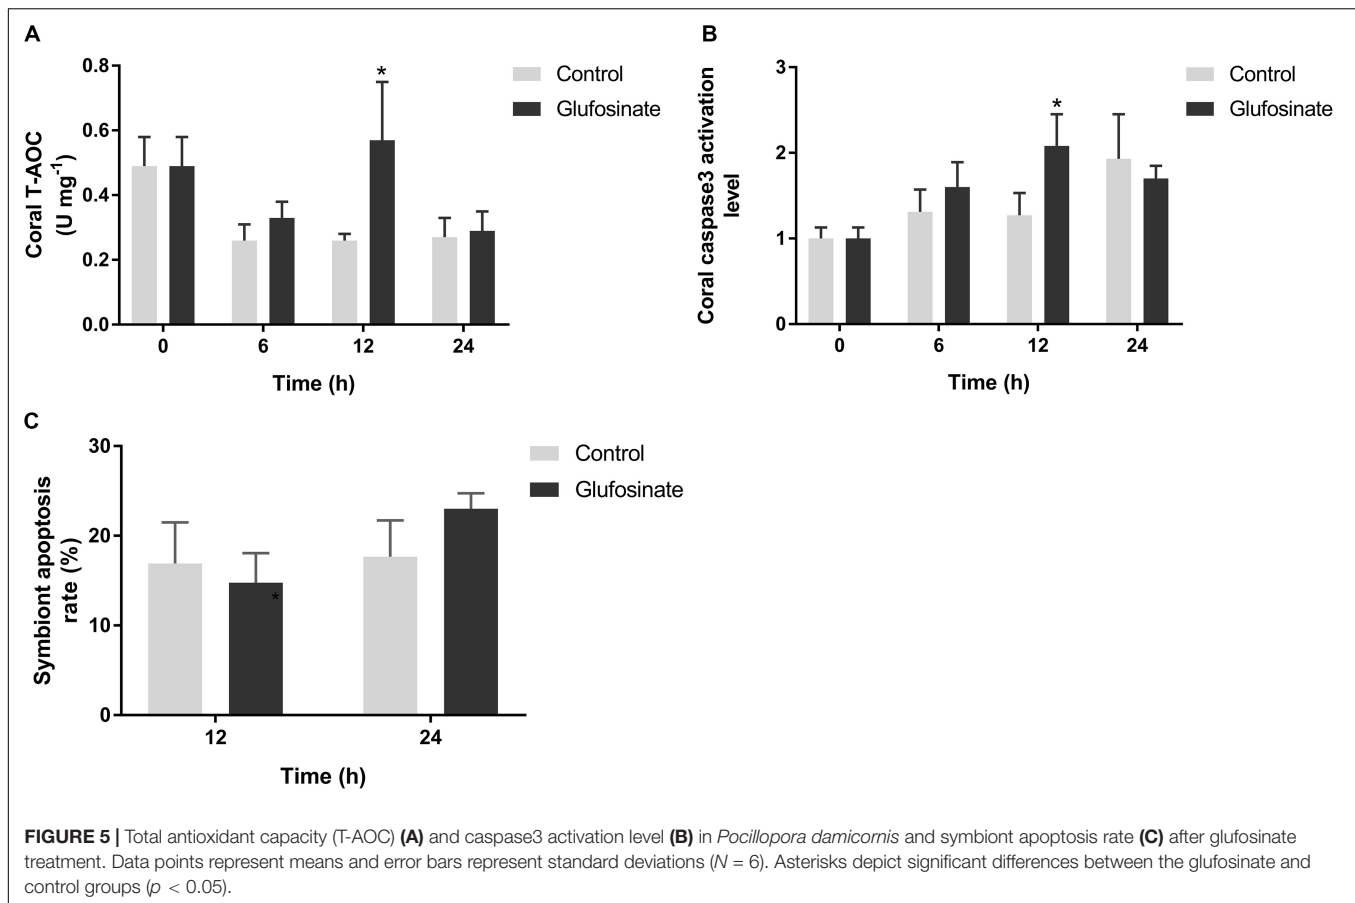 A
Coral T-AOC
(U mg⁻¹)
0.8
0.6
0.4
0.2
0.0
*
Control
Glufosinate
0 6 12 24
Time (h)
B
Coral caspase3 activation
level
3
2
1
0
*
Control
Glufosinate
0 6 12 24
Time (h)
C
Symbiont apoptosis
rate (%)
30
20
10
0
*
Control
Glufosinate
12 24
Time (h)
FIGURE 5 | Total antioxidant capacity (T-AOC) (A) and caspase3 activation level (B) in Pocillopora damicornis and symbiont apoptosis rate (C) after glufosinate
treatment. Data points represent means and error bars represent standard deviations (N = 6). Asterisks depict significant differences between the glufosinate and
control groups (p < 0.05).